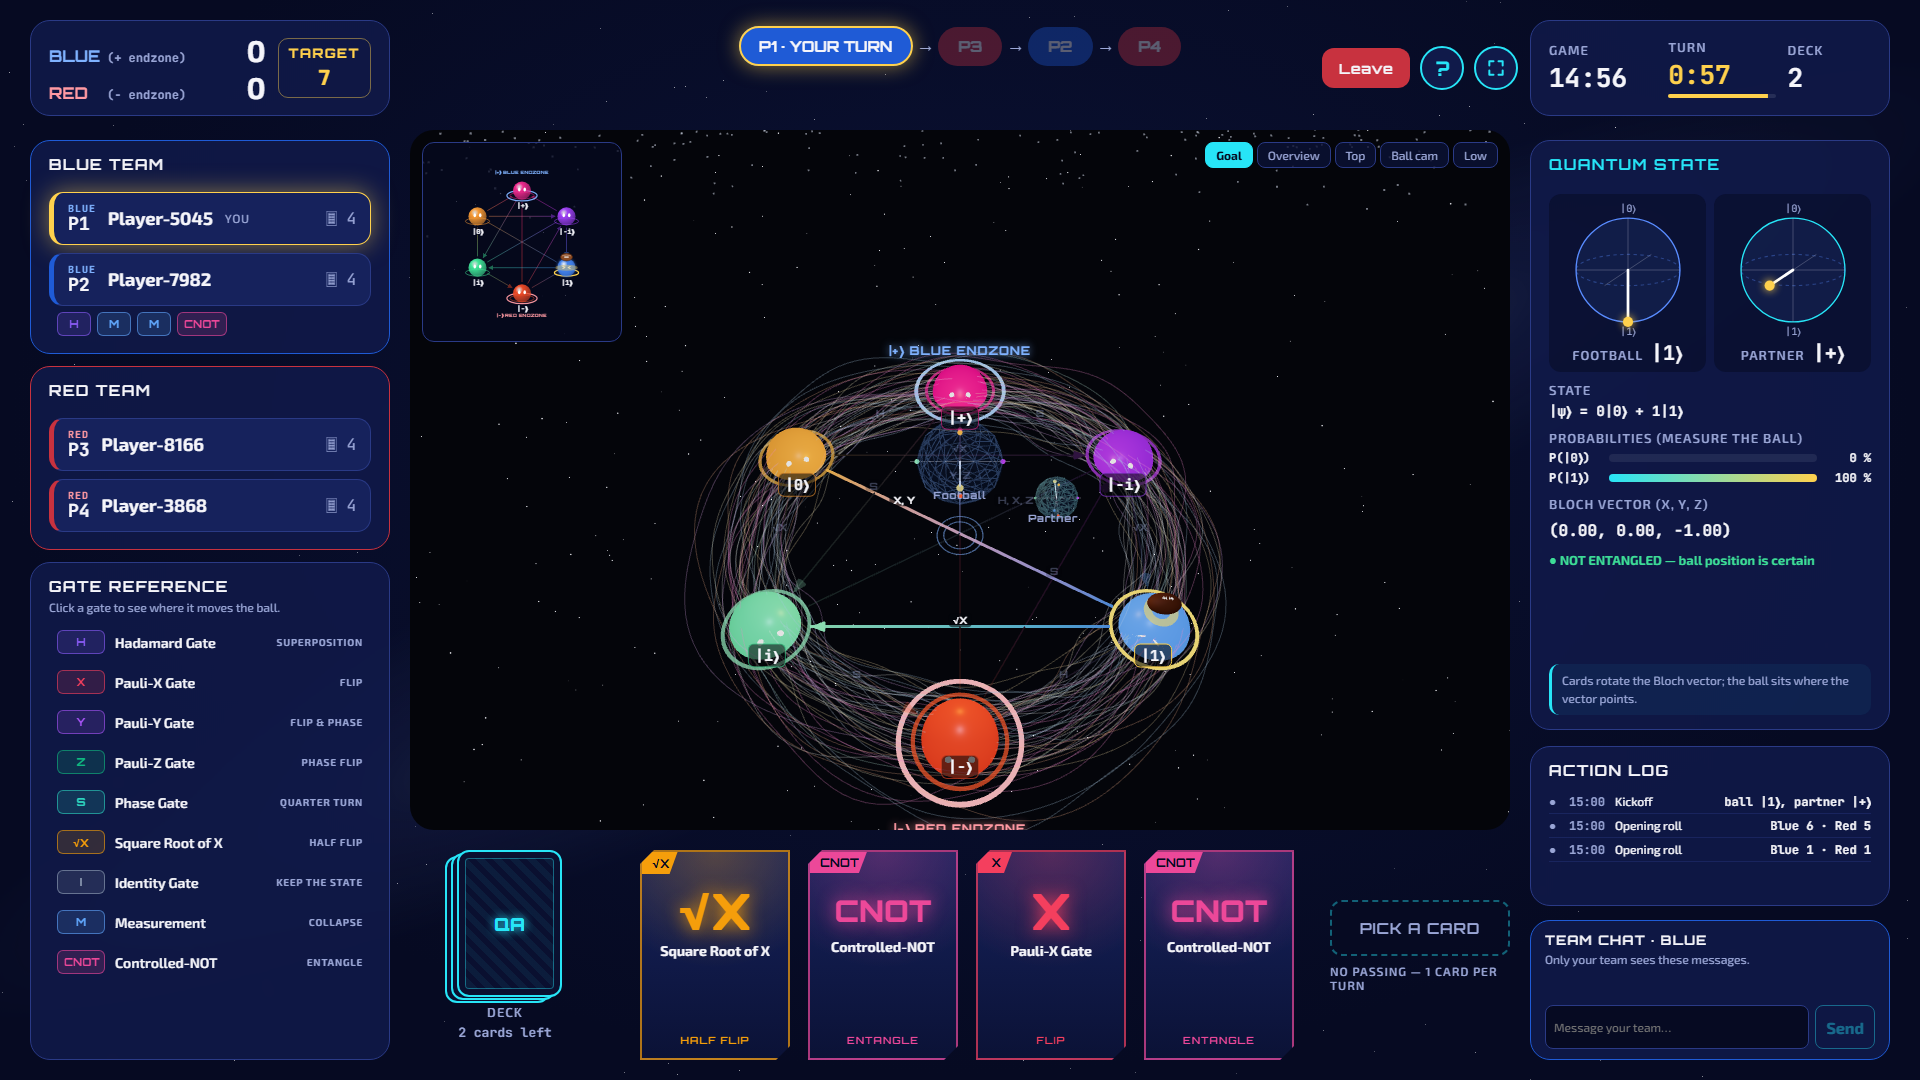 BLUE (+ endzone) 0
RED (- endzone) 0
TARGET
7
P1 · YOUR TURN → P3 → P2 → P4
Leave
?
GAME
14:56
TURN
0:57
DECK
2
BLUE TEAM
BLUE
P1 Player-5045 YOU 4
BLUE
P2 Player-7982 4
H M M CNOT
RED TEAM
RED
P3 Player-8166 4
RED
P4 Player-3868 4
GATE REFERENCE
Click a gate to see where it moves the ball.
H Hadamard Gate SUPERPOSITION
X Pauli-X Gate FLIP
Y Pauli-Y Gate FLIP & PHASE
Z Pauli-Z Gate PHASE FLIP
S Phase Gate QUARTER TURN
√X Square Root of X HALF FLIP
I Identity Gate KEEP THE STATE
M Measurement COLLAPSE
CNOT Controlled-NOT ENTANGLE
Goal Overview Top Ball cam Low
|+⟩ BLUE ENDZONE
|+⟩
|0⟩ |-i⟩
|i⟩ |1⟩
|-⟩
|-⟩ RED ENDZONE
|+⟩ BLUE ENDZONE
|+⟩
|0⟩
|-i⟩
X, Y
Football
H, X, Z
Partner
S
S
√X
|i⟩
|1⟩
|-⟩
|-⟩ RED ENDZONE
QUANTUM STATE
|0⟩ |0⟩
|1⟩ |1⟩
FOOTBALL |1⟩
PARTNER |+⟩
STATE
|ψ⟩ = 0|0⟩ + 1|1⟩
PROBABILITIES (MEASURE THE BALL)
P(|0⟩) 0 %
P(|1⟩) 100 %
BLOCH VECTOR (X, Y, Z)
(0.00, 0.00, -1.00)
● NOT ENTANGLED — ball position is certain
Cards rotate the Bloch vector; the ball sits where the
vector points.
ACTION LOG
● 15:00 Kickoff ball |1⟩, partner |+⟩
● 15:00 Opening roll Blue 6 · Red 5
● 15:00 Opening roll Blue 1 · Red 1
TEAM CHAT · BLUE
Only your team sees these messages.
Message your team...
Send
QA
DECK
2 cards left
√X
√X
Square Root of X
HALF FLIP
CNOT
CNOT
Controlled-NOT
ENTANGLE
X
X
Pauli-X Gate
FLIP
CNOT
CNOT
Controlled-NOT
ENTANGLE
PICK A CARD
NO PASSING — 1 CARD PER
TURN